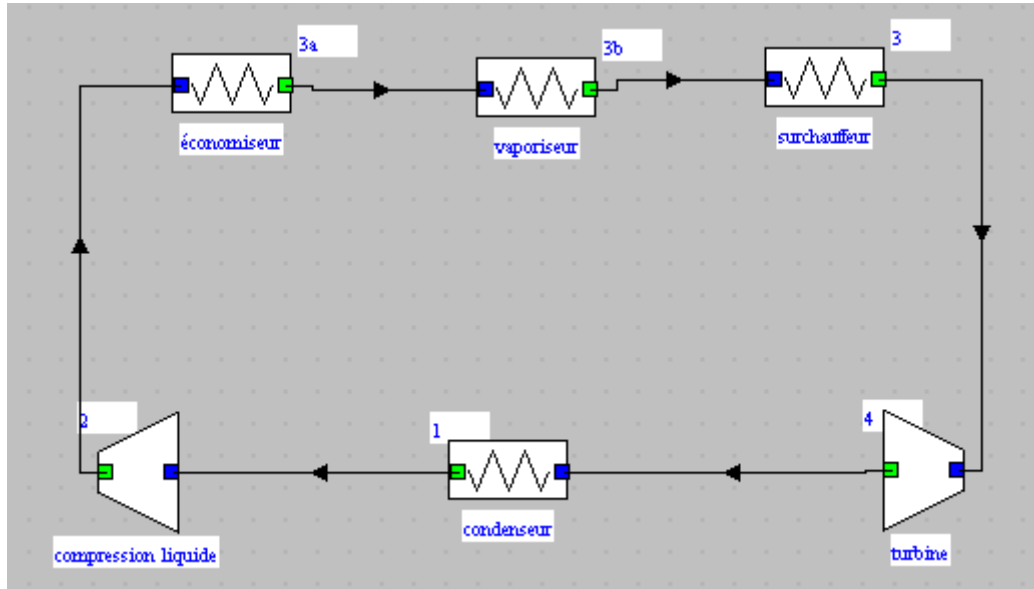 3a
3b
3
économiseur
vaporiseur
surchauffeur
2
1
4
compression liquide
condenseur
turbine